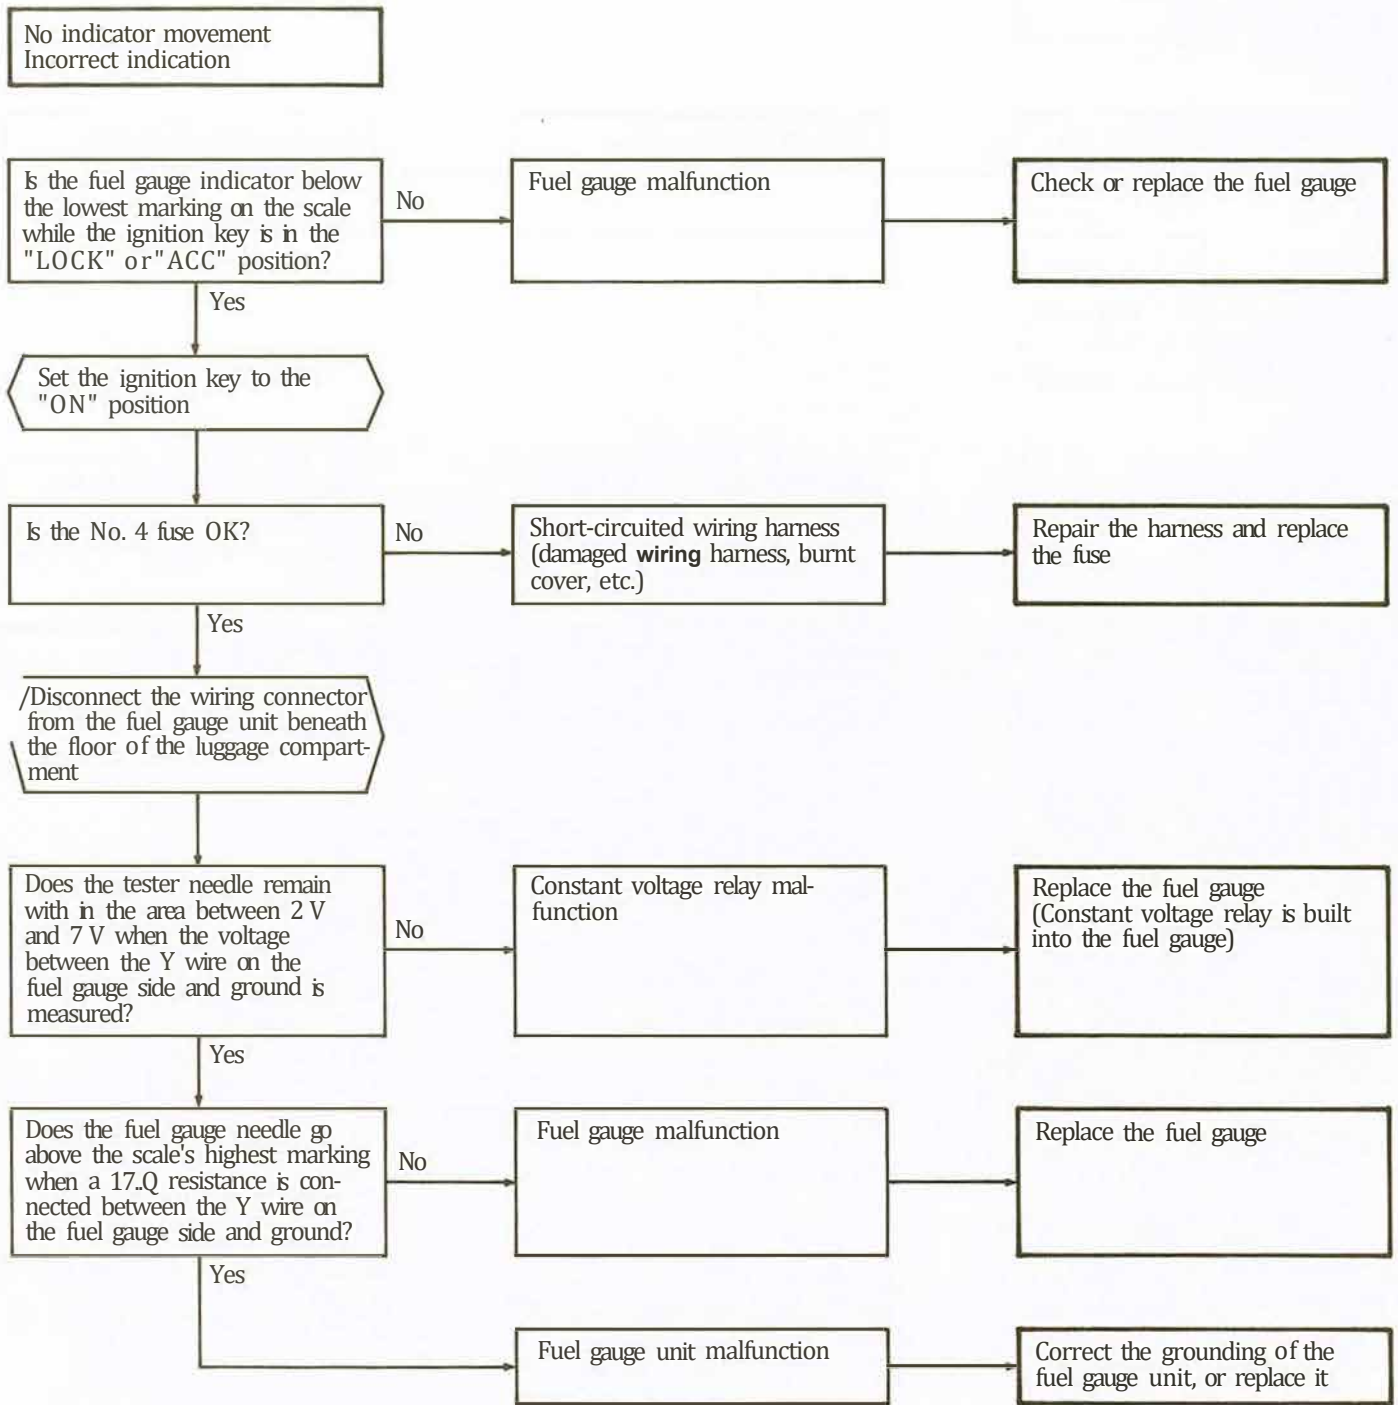 No indicator movement
Incorrect indication
Is the fuel gauge indicator below
the lowest marking on the scale
while the ignition key is in the
"LOCK" or "ACC" position?
No
Fuel gauge malfunction
Check or replace the fuel gauge
Yes
Set the ignition key to the
"ON" position
Is the No. 4 fuse OK?
No
Short-circuited wiring harness
(damaged wiring harness, burnt
cover, etc.)
Repair the harness and replace
the fuse
Yes
/Disconnect the wiring connector
from the fuel gauge unit beneath
the floor of the luggage compart-
ment
Does the tester needle remain
with in the area between 2 V
and 7 V when the voltage
between the Y wire on the
fuel gauge side and ground is
measured?
No
Constant voltage relay mal-
function
Replace the fuel gauge
(Constant voltage relay is built
into the fuel gauge)
Yes
Does the fuel gauge needle go
above the scale's highest marking
when a 17..Q resistance is con-
nected between the Y wire on
the fuel gauge side and ground?
No
Fuel gauge malfunction
Replace the fuel gauge
Yes
Fuel gauge unit malfunction
Correct the grounding of the
fuel gauge unit, or replace it